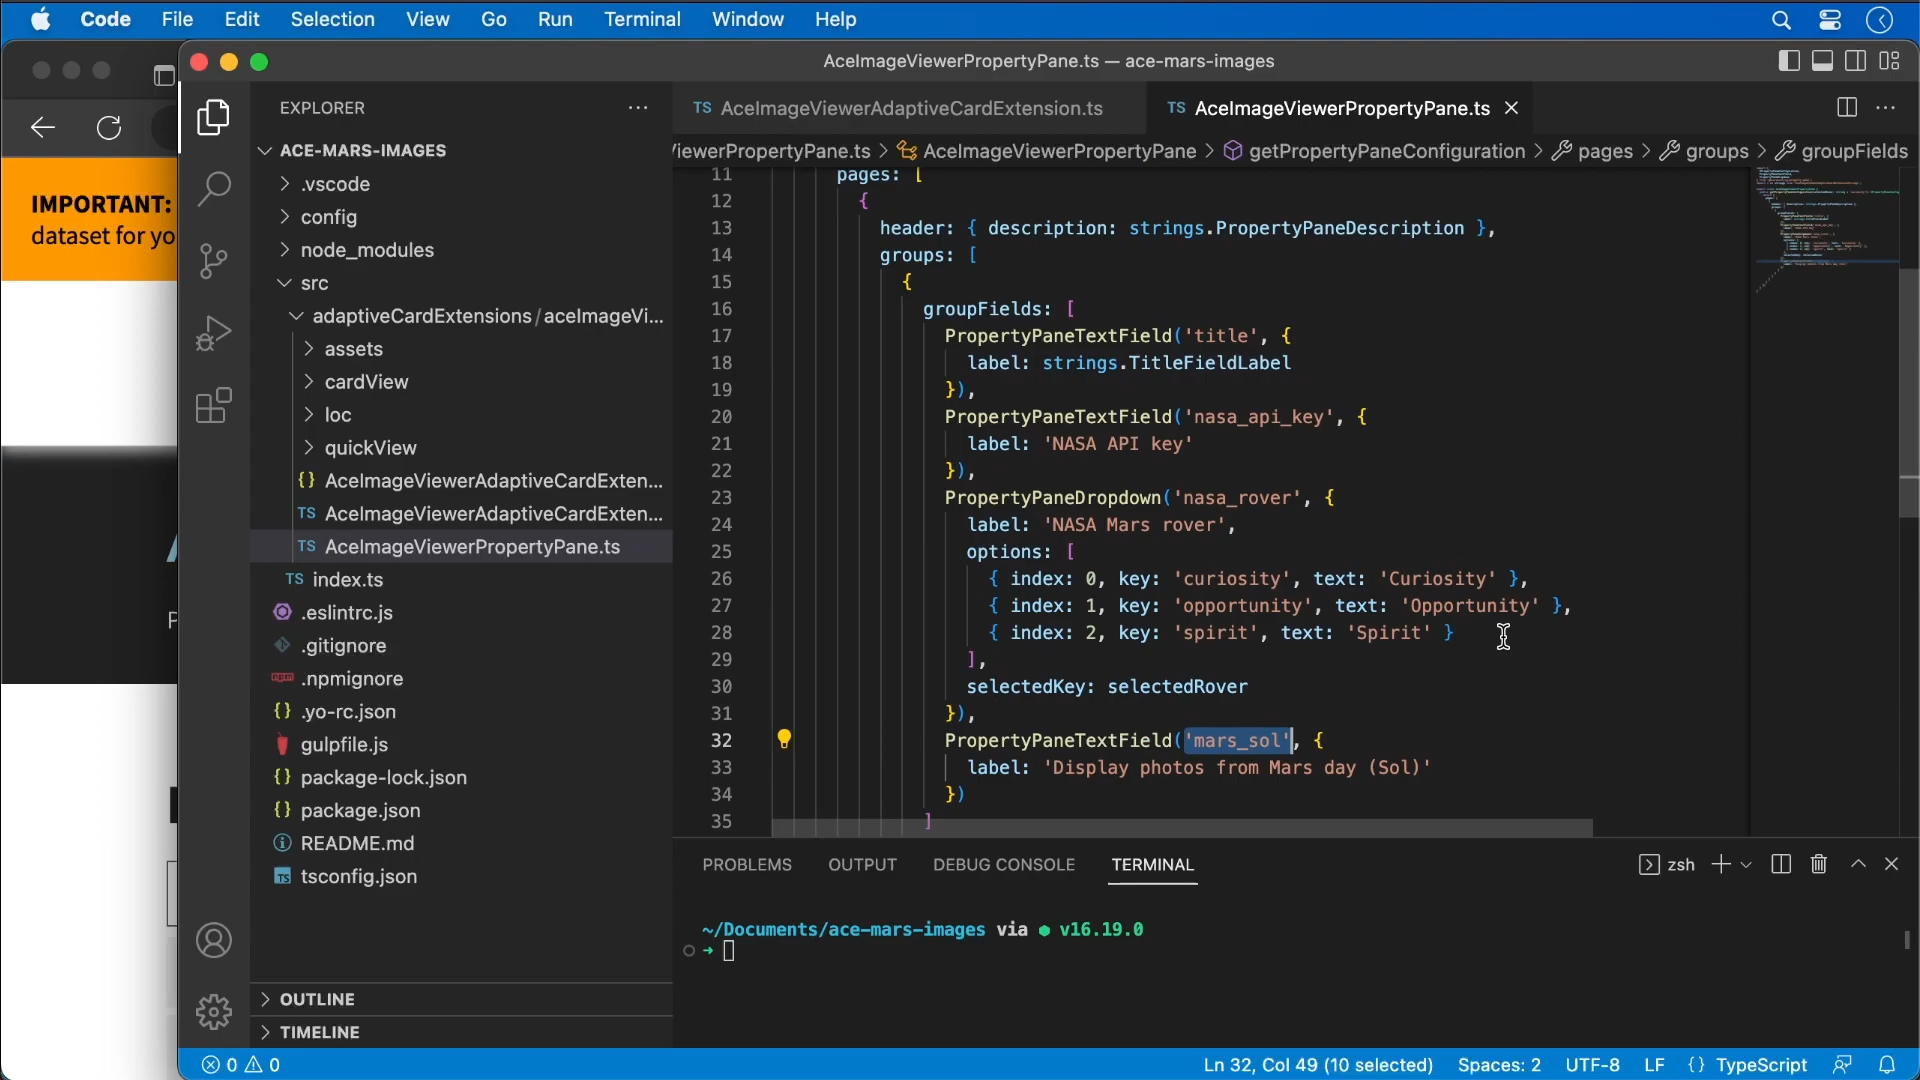 Code File Edit Selection View Go Run Terminal Window Help
AceImageViewerPropertyPane.ts — ace-mars-images
IMPORTANT:
dataset for yo
P
EXPLORER
ACE-MARS-IMAGES
.vscode
config
node_modules
src
adaptiveCardExtensions/aceImageVi...
assets
cardView
loc
quickView
{} AceImageViewerAdaptiveCardExten...
TS AceImageViewerAdaptiveCardExten...
TS AceImageViewerPropertyPane.ts
TS index.ts
.eslintrc.js
.gitignore
npm .npmignore
{} .yo-rc.json
gulpfile.js
{} package-lock.json
{} package.json
README.md
TS tsconfig.json
OUTLINE
TIMELINE
TS AceImageViewerAdaptiveCardExtension.ts TS AceImageViewerPropertyPane.ts
iewerPropertyPane.ts > AceImageViewerPropertyPane > getPropertyPaneConfiguration > pages > groups > groupFields
11 pages: [
12 {
13 header: { description: strings.PropertyPaneDescription },
14 groups: [
15 {
16 groupFields: [
17 PropertyPaneTextField('title', {
18 label: strings.TitleFieldLabel
19 }),
20 PropertyPaneTextField('nasa_api_key', {
21 label: 'NASA API key'
22 }),
23 PropertyPaneDropdown('nasa_rover', {
24 label: 'NASA Mars rover',
25 options: [
26 { index: 0, key: 'curiosity', text: 'Curiosity' },
27 { index: 1, key: 'opportunity', text: 'Opportunity' },
28 { index: 2, key: 'spirit', text: 'Spirit' }
29 ],
30 selectedKey: selectedRover
31 }),
32 PropertyPaneTextField('mars_sol', {
33 label: 'Display photos from Mars day (Sol)'
34 })
35 ]
PROBLEMS OUTPUT DEBUG CONSOLE TERMINAL zsh
~/Documents/ace-mars-images via ● v16.19.0
➜
0 0 Ln 32, Col 49 (10 selected) Spaces: 2 UTF-8 LF {} TypeScript